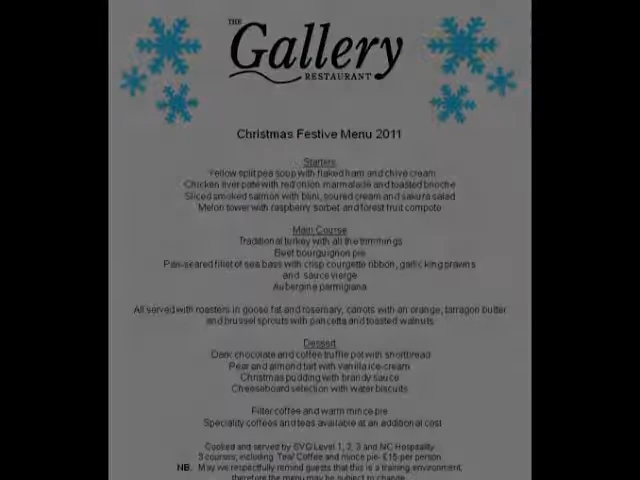 THE
Gallery
RESTAURANT
Christmas Festive Menu 2011
Starters
Yellow split pea soup with flaked ham and chive cream
Chicken liver pate with red onion marmalade and toasted brioche
Sliced smoked salmon with blini, soured cream and sakura salad
Melon tower with raspberry sorbet and forest fruit compote
Main Course
Traditional turkey with all the trimmings
Beef bourguignon pie
Pan-seared fillet of sea bass with crisp courgette ribbon, garlic king prawns
and sauce vierge
Aubergine parmigiana
All served with roasters in goose fat and rosemary, carrots with an orange, tarragon butter
and brussel sprouts with pancetta and toasted walnuts.
Dessert
Dark chocolate and coffee truffle pot with shortbread
Pear and almond tart with vanilla ice-cream
Christmas pudding with brandy sauce
Cheeseboard selection with water biscuits
Filter coffee and warm mince pie
Speciality coffees and teas available at an additional cost
Cooked and served by SVQ Level 1, 2, 3 and NC Hospitality.
3 courses, including Tea/ Coffee and mince pie- £15 per person.
NB. May we respectfully remind guests that this is a training environment,
therefore the menu may be subject to change.